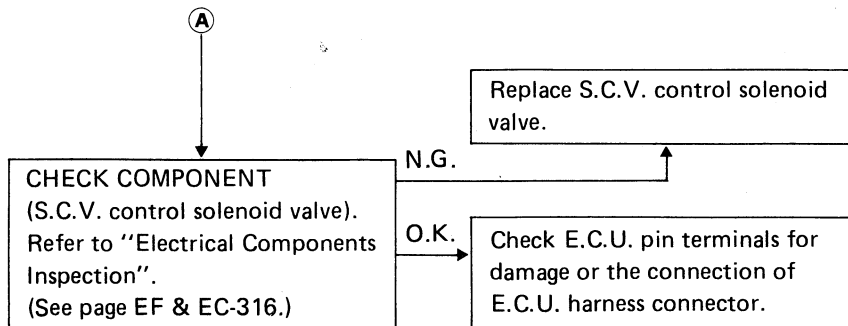 A
Replace S.C.V. control solenoid
valve.
N.G.
CHECK COMPONENT
(S.C.V. control solenoid valve).
Refer to "Electrical Components
Inspection".
(See page EF & EC-316.)
O.K.
Check E.C.U. pin terminals for
damage or the connection of
E.C.U. harness connector.